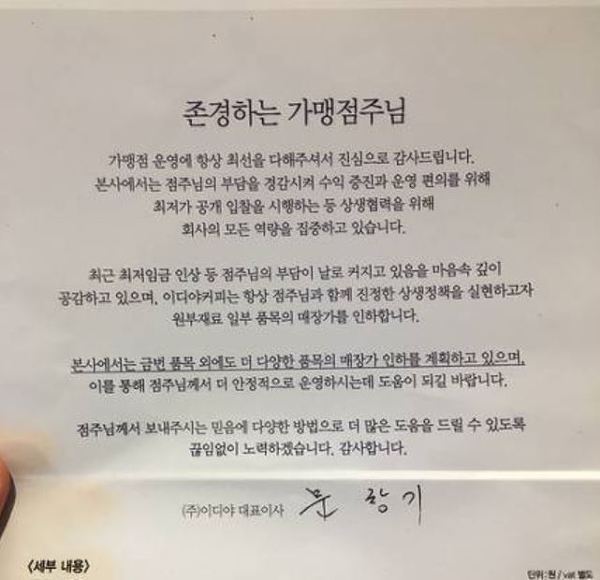 존경하는 가맹점주님
가맹점 운영에 항상 최선을 다해주셔서 진심으로 감사드립니다.
본사에서는 점주님의 부담을 경감시켜 수익 증진과 운영 편의를 위해
최저가 공개 입찰을 시행하는 등 상생협력을 위해
회사의 모든 역량을 집중하고 있습니다.
최근 최저임금 인상 등 점주님의 부담이 날로 커지고 있음을 마음속 깊이
공감하고 있으며, 이디야커피는 항상 점주님과 함께 진정한 상생정책을 실현하고자
원부재료 일부 품목의 매장가를 인하합니다.
본사에서는 금번 품목 외에도 더 다양한 품목의 매장가 인하를 계획하고 있으며,
이를 통해 점주님께서 더 안정적으로 운영하시는데 도움이 되길 바랍니다.
점주님께서 보내주시는 믿음에 다양한 방법으로 더 많은 도움을 드릴 수 있도록
끊임없이 노력하겠습니다. 감사합니다.
(주)이디야 대표이사 문 창 기
<세부 내용>
단위:원 / vat 별도